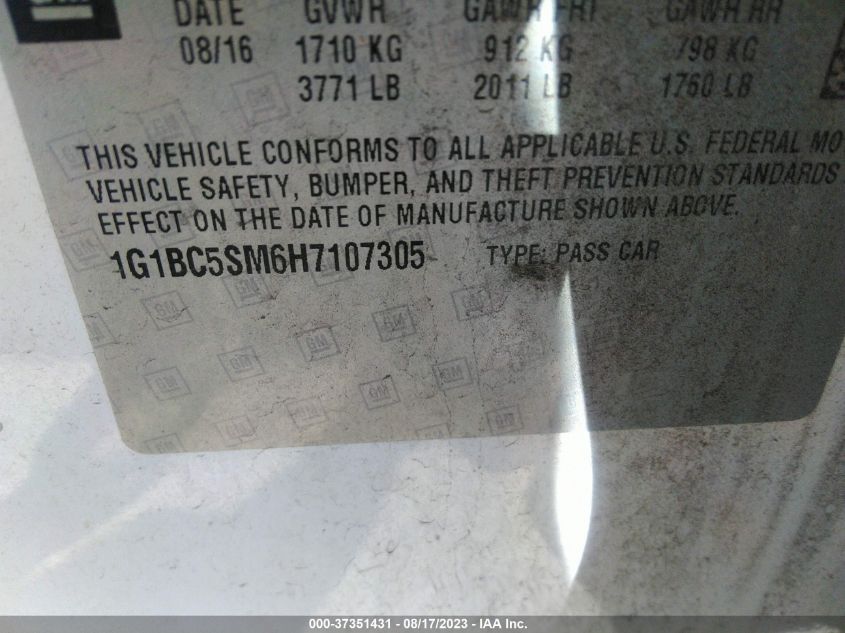 GM
DATE GVWR GAWR FRT GAWR RR
08/16 1710 KG 912 KG 798 KG
3771 LB 2011 LB 1760 LB
THIS VEHICLE CONFORMS TO ALL APPLICABLE U.S. FEDERAL MO
VEHICLE SAFETY, BUMPER, AND THEFT PREVENTION STANDARDS
EFFECT ON THE DATE OF MANUFACTURE SHOWN ABOVE.
1G1BC5SM6H7107305 TYPE: PASS CAR
000-37351431 - 08/17/2023 - IAA Inc.